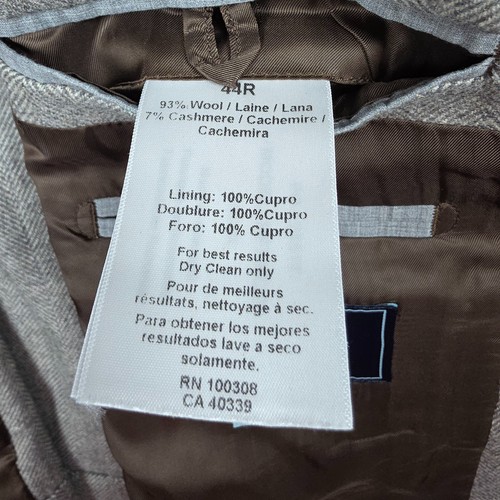 44R
93% Wool / Laine / Lana
7% Cashmere / Cachemire /
Cachemira
Lining: 100%Cupro
Doublure: 100%Cupro
Foro: 100% Cupro
For best results
Dry Clean only
Pour de meilleurs
résultats, nettoyage à sec.
Para obtener los mejores
resultados lave a seco
solamente.
RN 100308
CA 40339